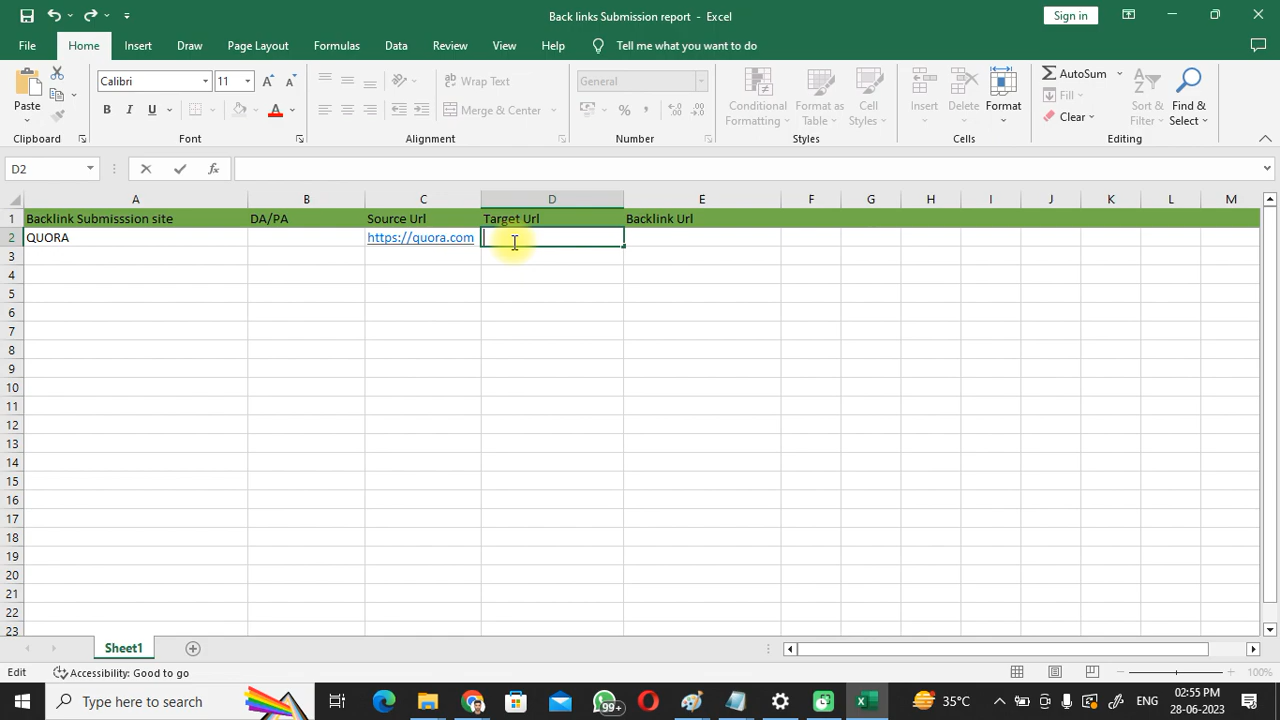 Back links Submission report - Excel
Sign in
File Home Insert Draw Page Layout Formulas Data Review View Help Tell me what you want to do
Paste
Calibri 11
Wrap Text
General
Conditional Formatting
Format as Table
Cell Styles
Insert Delete Format
AutoSum
Fill
Clear
Sort & Filter
Find & Select
B I U A
Merge & Center
% ,
Clipboard Font Alignment Number Styles Cells Editing
D2 fx
A B C D E F G H I J K L M
1 Backlink Submisssion site DA/PA Source Url Target Url Backlink Url
2 QUORA https://quora.com
3
4
5
6
7
8
9
10
11
12
13
14
15
16
17
18
19
20
21
22
23
Sheet1
Edit Accessibility: Good to go 100%
Type here to search 99+ 35°C ENG 02:55 PM
28-06-2023